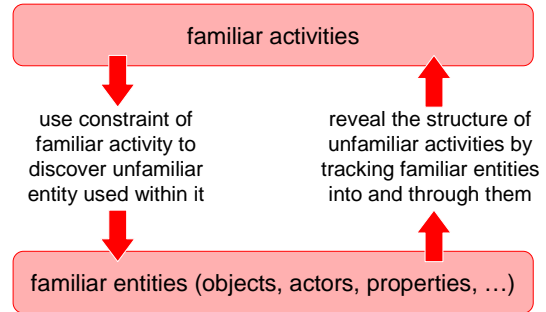 familiar activities
use constraint of
familiar activity to
discover unfamiliar
entity used within it
reveal the structure of
unfamiliar activities by
tracking familiar entities
into and through them
familiar entities (objects, actors, properties, …)